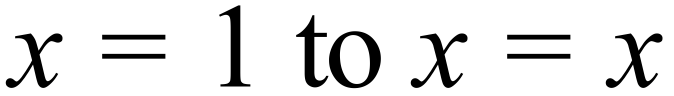 x = 1 to x = x